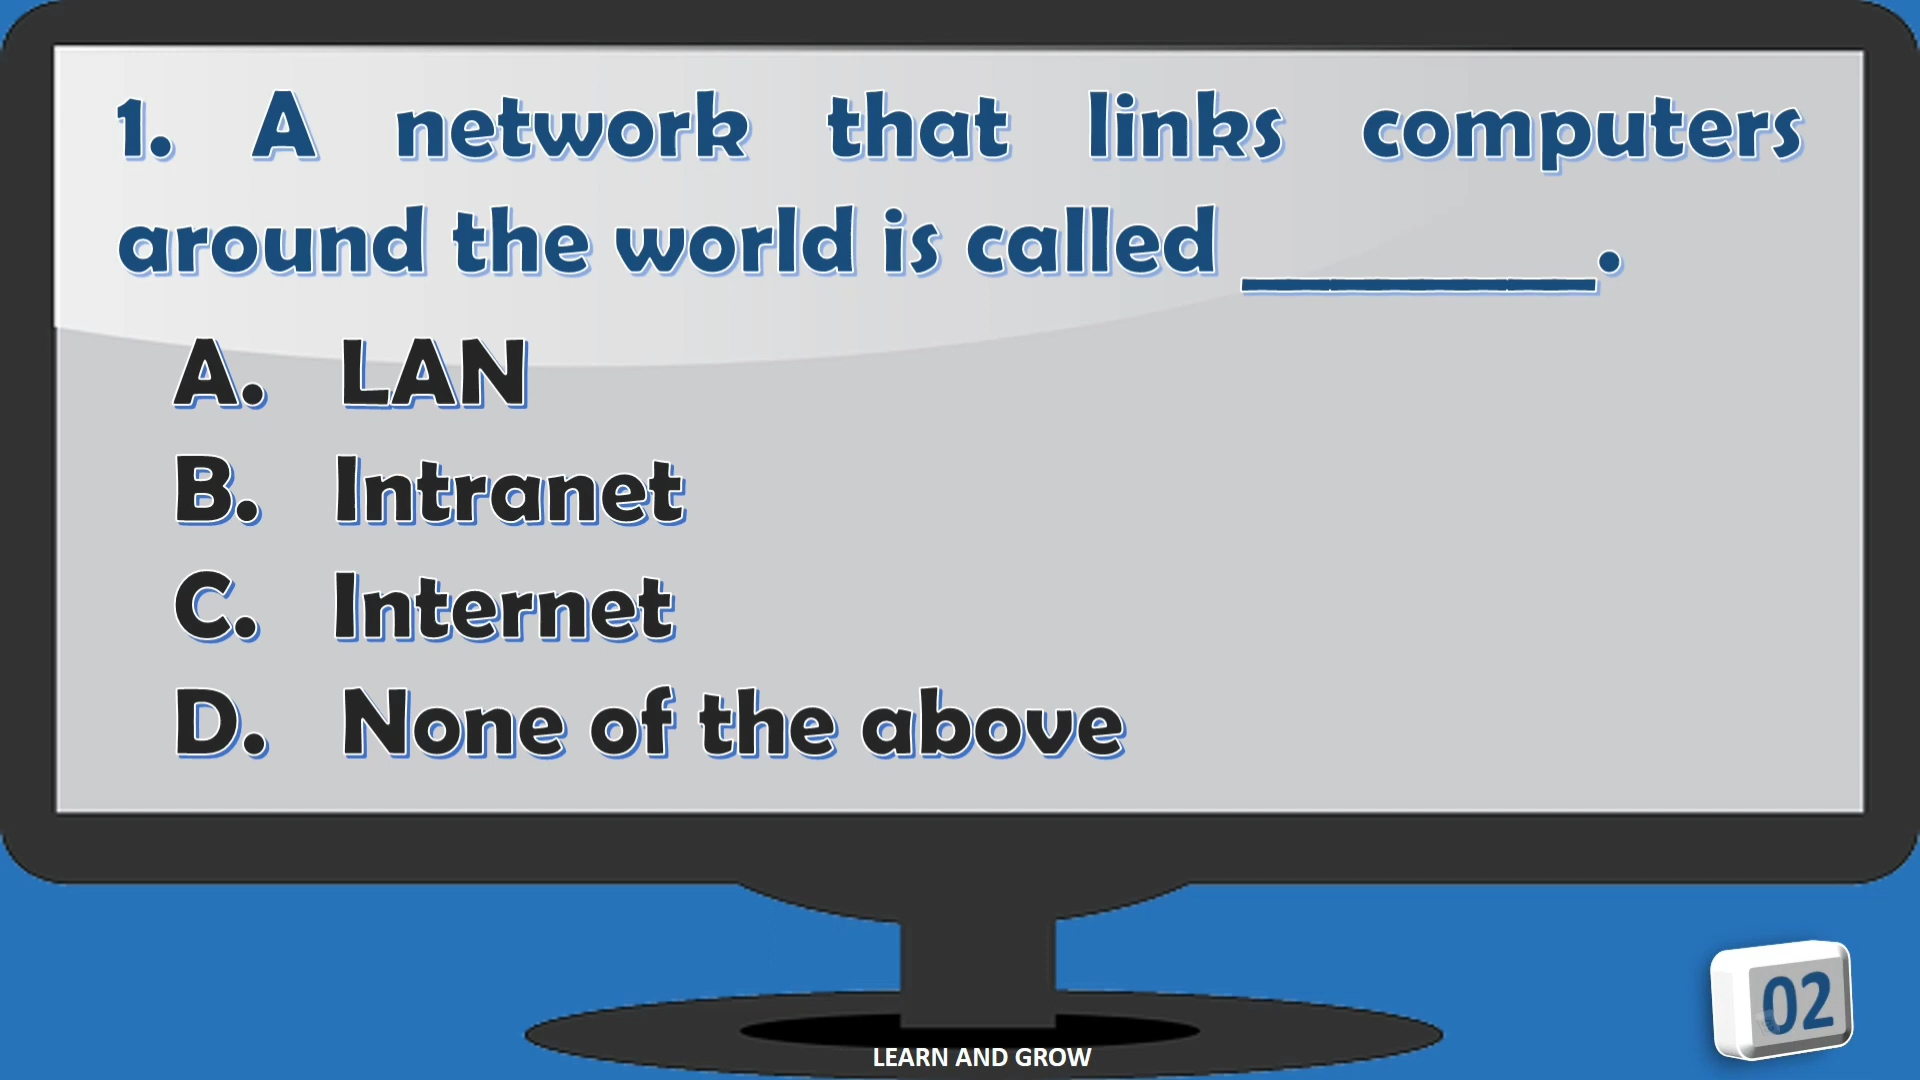 1. A network that links computers
around the world is called ________.
A. LAN
B. Intranet
C. Internet
D. None of the above
02
LEARN AND GROW